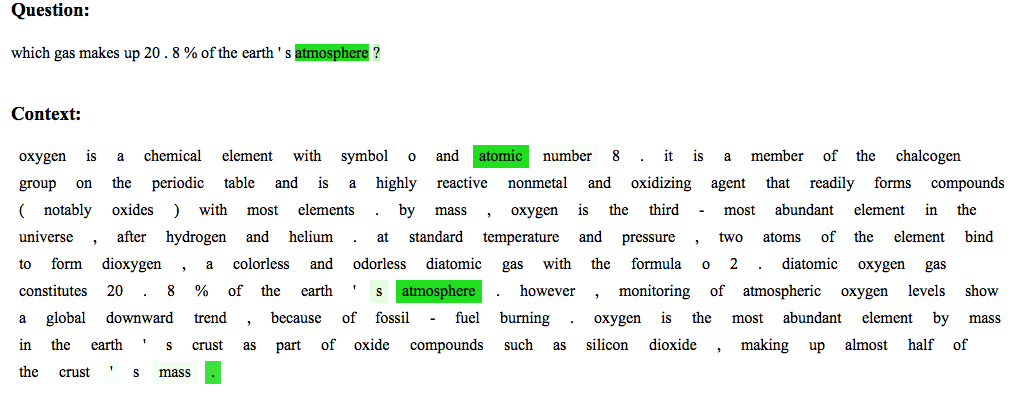 Question:
which gas makes up 20 . 8 % of the earth ' s atmosphere ?
Context:
oxygen is a chemical element with symbol o and atomic number 8 . it is a member of the chalcogen
group on the periodic table and is a highly reactive nonmetal and oxidizing agent that readily forms compounds
( notably oxides ) with most elements . by mass , oxygen is the third - most abundant element in the
universe , after hydrogen and helium . at standard temperature and pressure , two atoms of the element bind
to form dioxygen , a colorless and odorless diatomic gas with the formula o 2 . diatomic oxygen gas
constitutes 20 . 8 % of the earth ' s atmosphere . however , monitoring of atmospheric oxygen levels show
a global downward trend , because of fossil - fuel burning . oxygen is the most abundant element by mass
in the earth ' s crust as part of oxide compounds such as silicon dioxide , making up almost half of
the crust ' s mass .